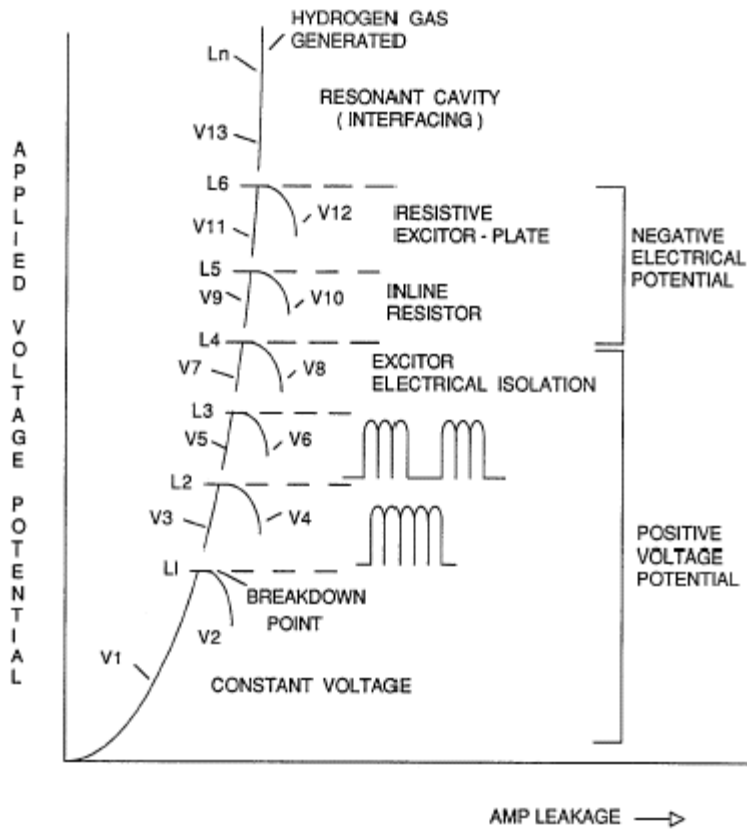 HYDROGEN GAS
GENERATED
Ln
RESONANT CAVITY
( INTERFACING )
V13
L6
V12
RESISTIVE
EXCITOR - PLATE
V11
NEGATIVE
ELECTRICAL
POTENTIAL
L5
V9
V10
INLINE
RESISTOR
L4
V7
V8
EXCITOR
ELECTRICAL ISOLATION
L3
V5
V6
L2
V3
V4
POSITIVE
VOLTAGE
POTENTIAL
L1
BREAKDOWN
POINT
V2
V1
CONSTANT VOLTAGE
APPLIED VOLTAGE POTENTIAL
AMP LEAKAGE